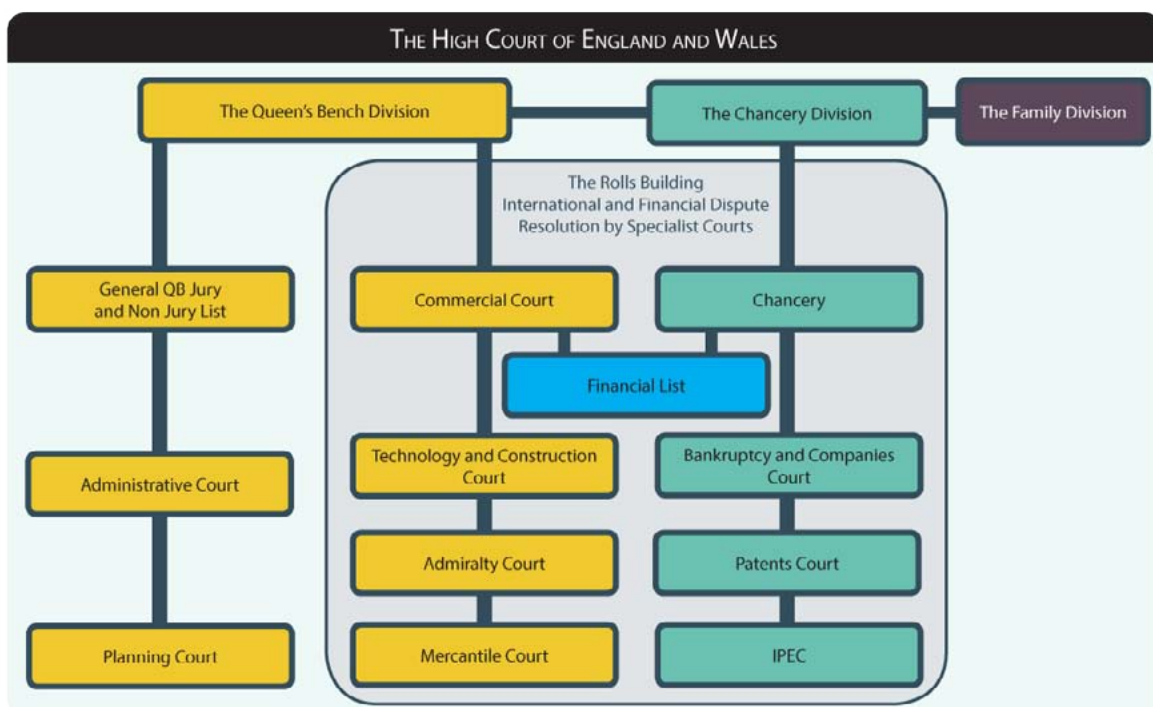 THE HIGH COURT OF ENGLAND AND WALES
The Queen's Bench Division
The Chancery Division
The Family Division
The Rolls Building
International and Financial Dispute
Resolution by Specialist Courts
General QB Jury
and Non Jury List
Commercial Court
Chancery
Financial List
Administrative Court
Technology and Construction
Court
Bankruptcy and Companies
Court
Admiralty Court
Patents Court
Planning Court
Mercantile Court
IPEC